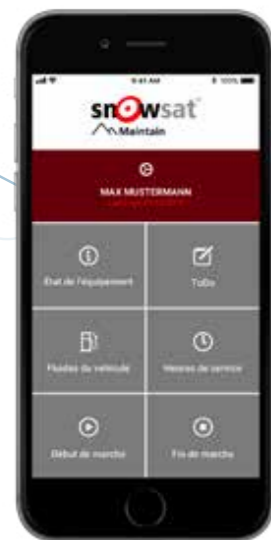 9:41 AM 100%
snowsat
Maintain
MAX MUSTERMANN
État de l'équipement
ToDo
Fluides du véhicule
Heures de service
Début de marche
Fin de marche